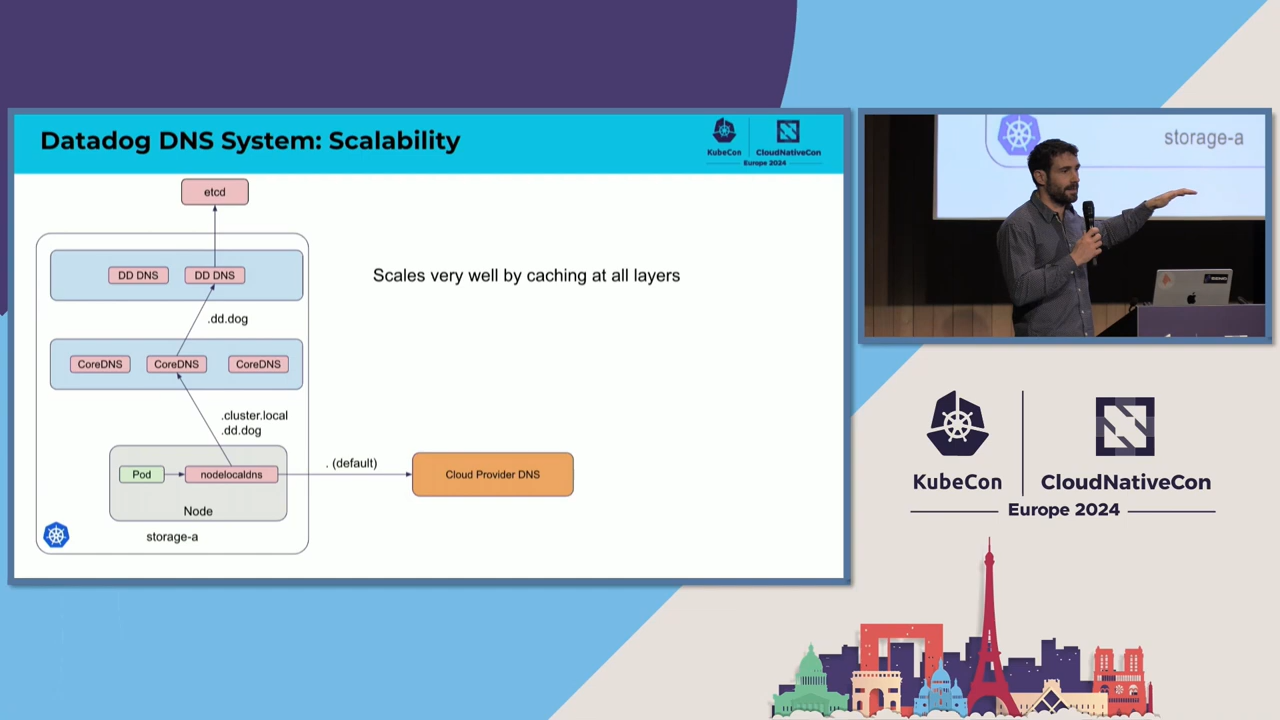 Datadog DNS System: Scalability
KubeCon
CloudNativeCon
Europe 2024
etcd
DD DNS
DD DNS
Scales very well by caching at all layers
.dd.dog
CoreDNS
CoreDNS
CoreDNS
.cluster.local
.dd.dog
Pod
nodelocaldns
. (default)
Cloud Provider DNS
Node
storage-a
storage-a
KubeCon
CloudNativeCon
Europe 2024